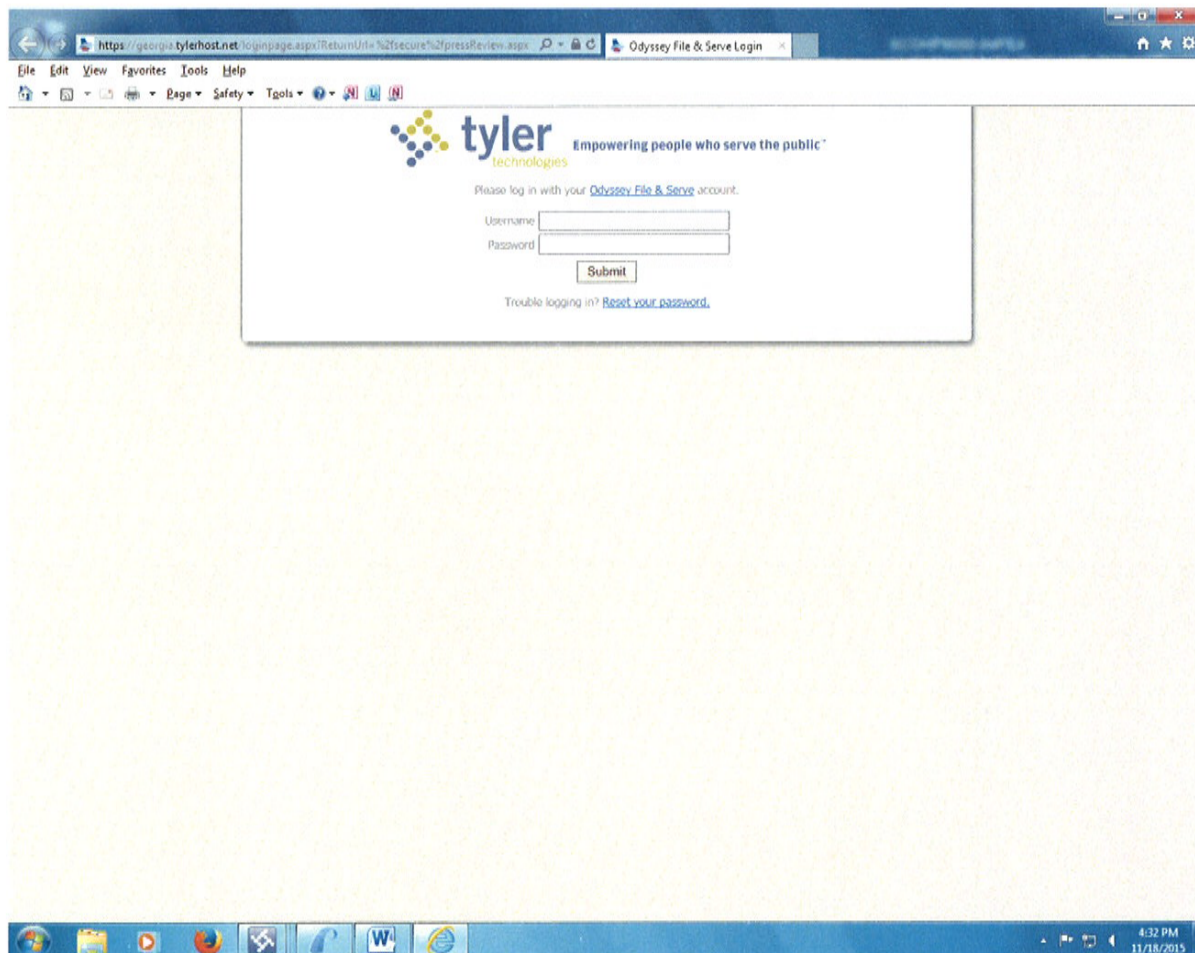 https://georgia.tylerhost.net/loginpage.aspx?ReturnUrl=%2fsecure%2fpressReview.aspx Odyssey File & Serve Login
File Edit View Favorites Tools Help
Page Safety Tools
tyler technologies Empowering people who serve the public
Please log in with your Odyssey File & Serve account.
Username
Password
Submit
Trouble logging in? Reset your password.
4:32 PM
11/18/2015